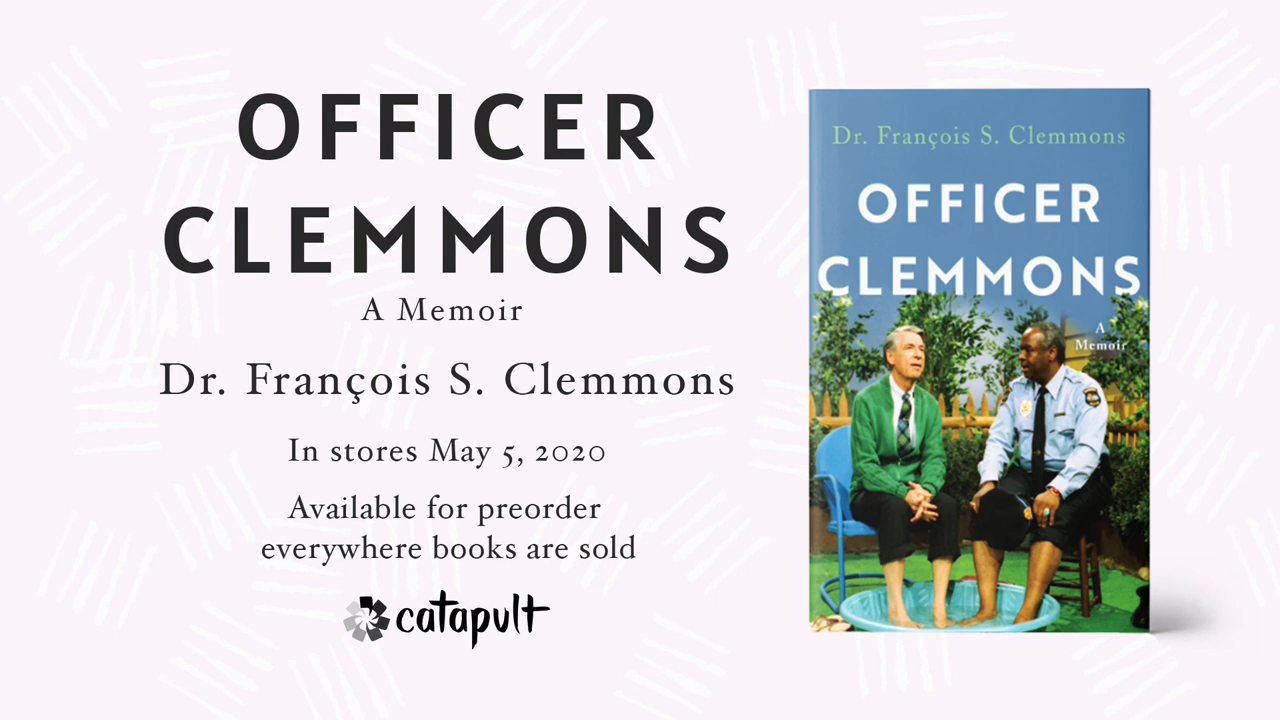 OFFICER
CLEMMONS
A Memoir
Dr. François S. Clemmons
In stores May 5, 2020
Available for preorder
everywhere books are sold
catapult
Dr. François S. Clemmons
OFFICER
CLEMMONS
A
Memoir